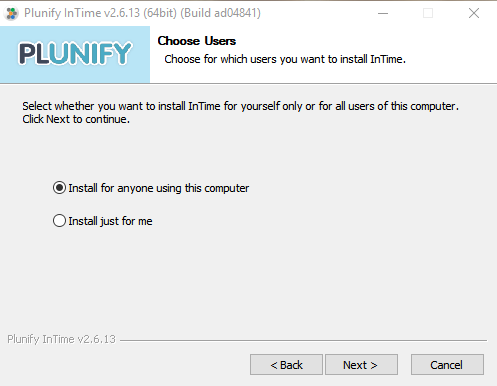 Plunify InTime v2.6.13 (64bit) (Build ad04841)
PLUNIFY
Choose Users
Choose for which users you want to install InTime.
Select whether you want to install InTime for yourself only or for all users of this computer.
Click Next to continue.
Install for anyone using this computer
Install just for me
Plunify InTime v2.6.13
< Back
Next >
Cancel